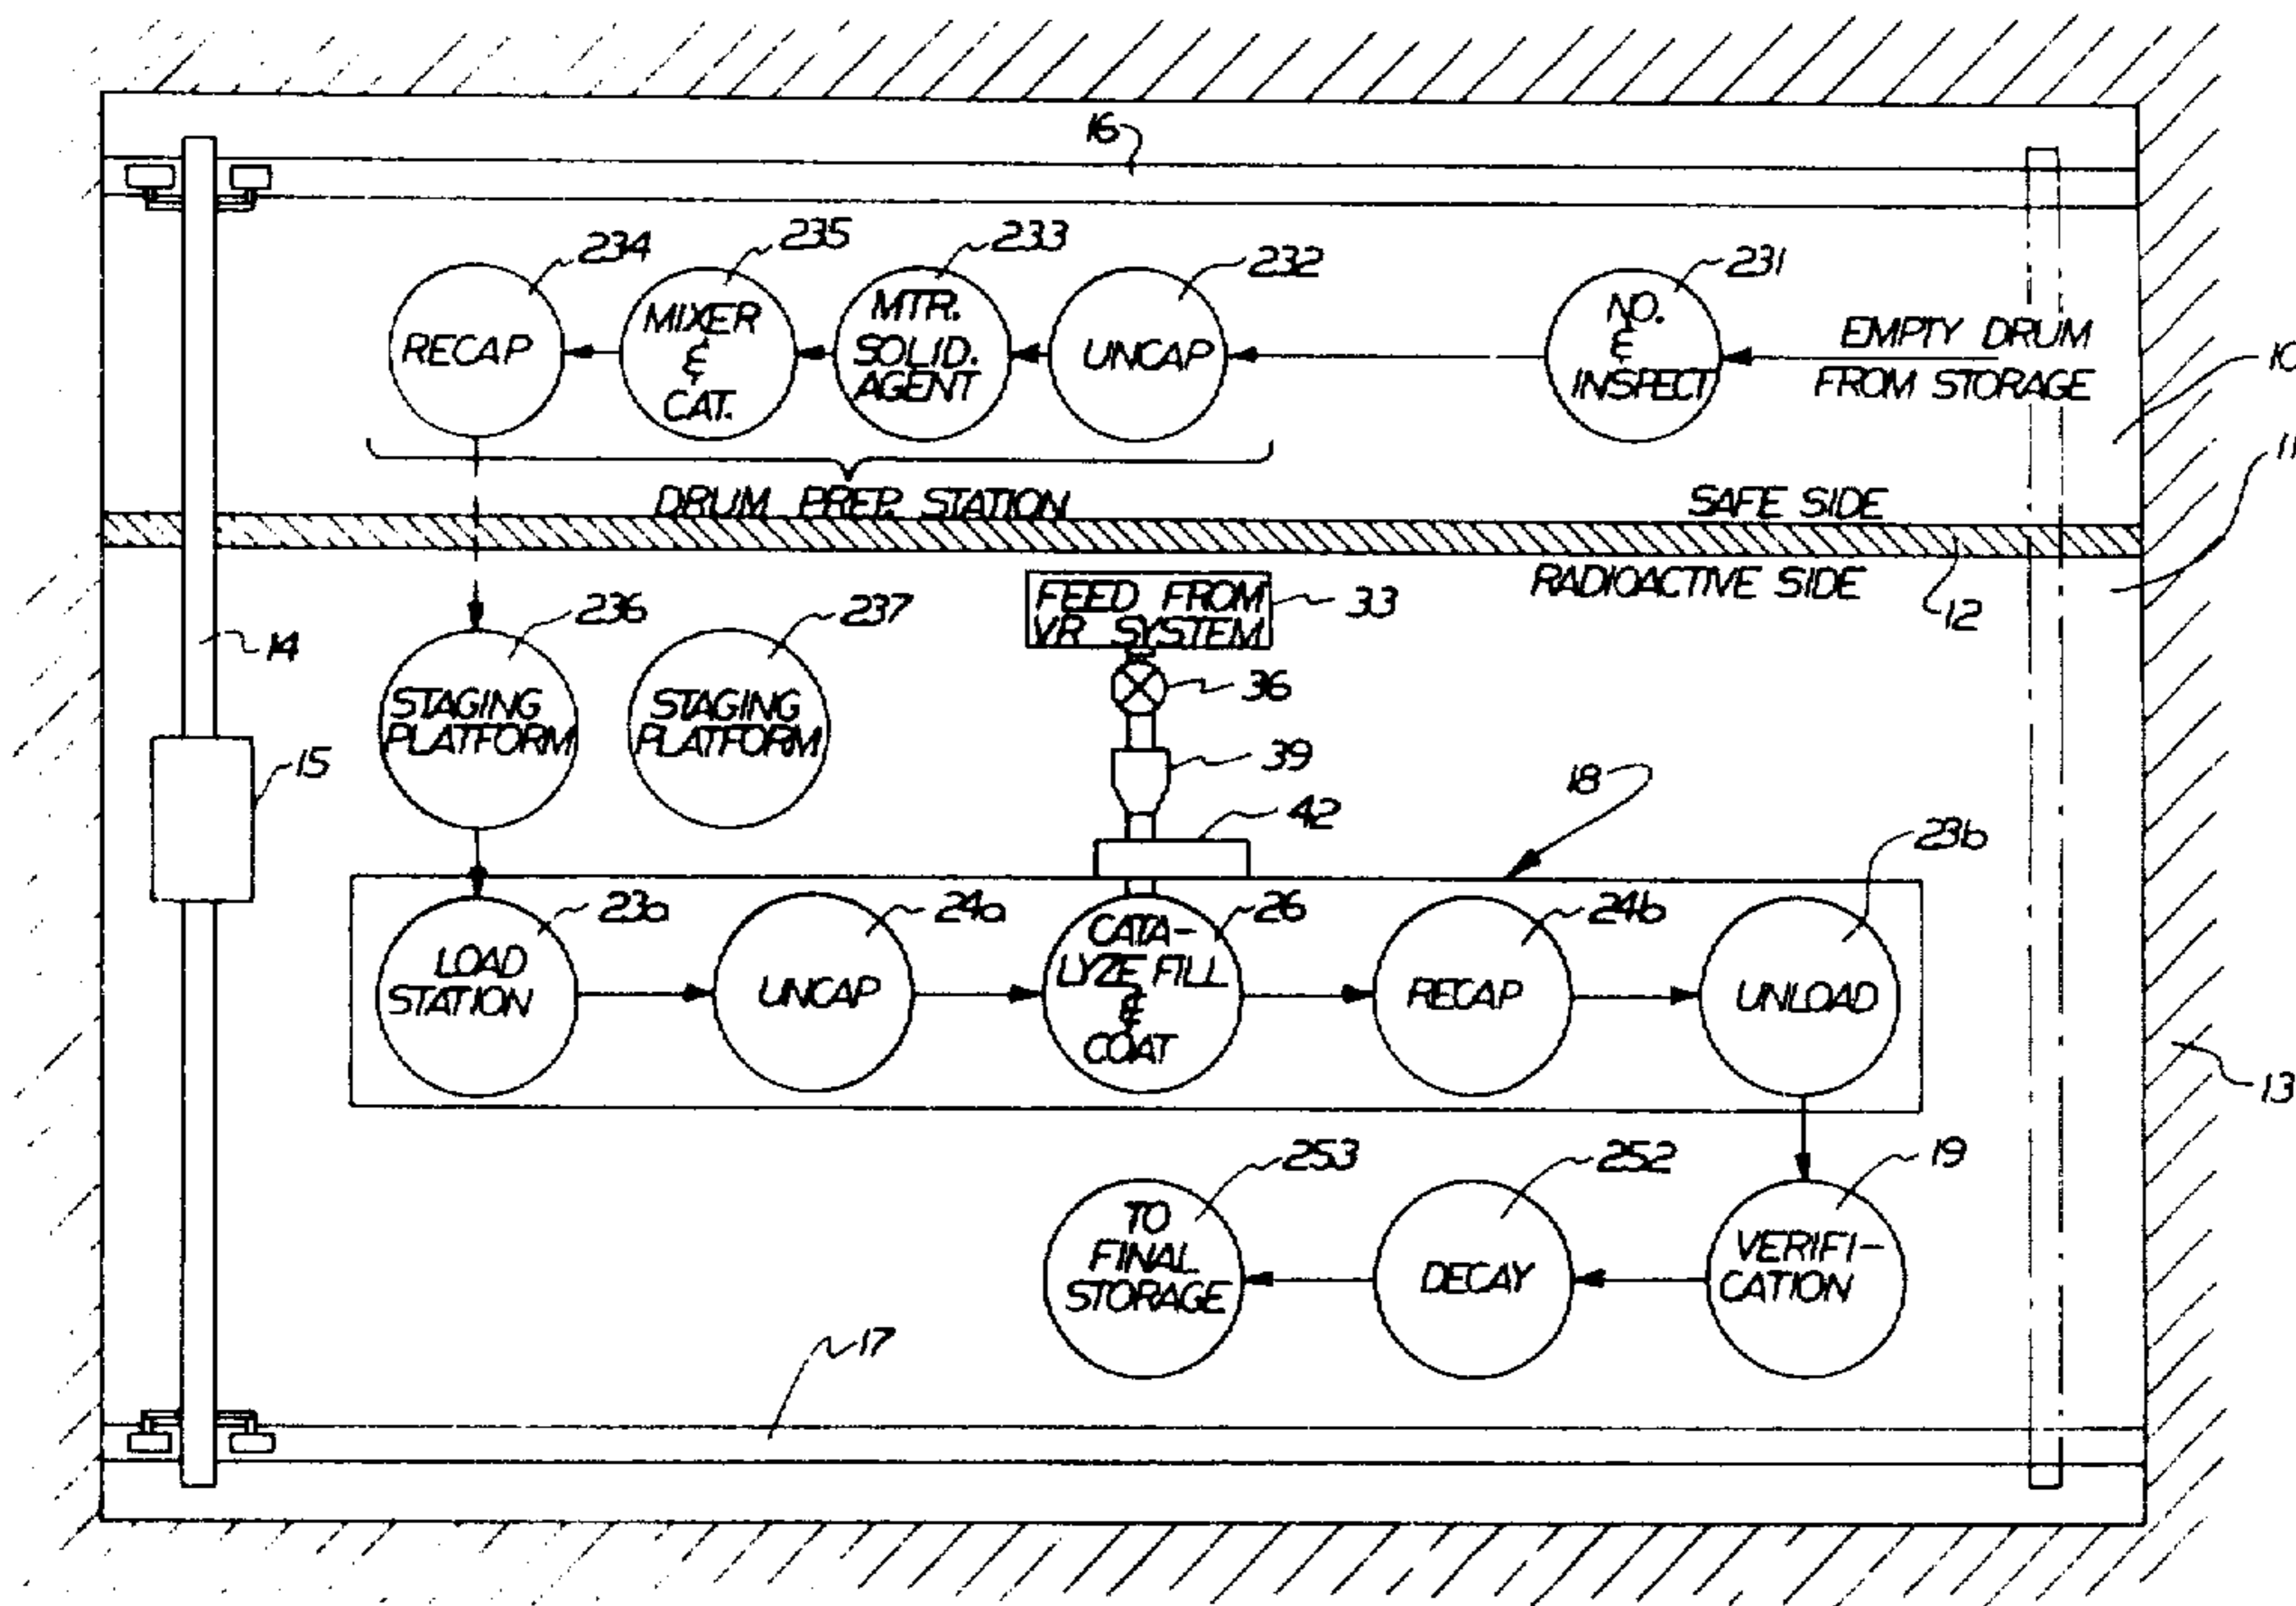 16
234
235
233
232
231
RECAP
MIXER
&
CAT.
MTR.
SOLID.
AGENT
UNCAP
NO.
&
INSPECT
EMPTY DRUM
FROM STORAGE
10
11
DRUM PREP. STATION
SAFE SIDE
RADIOACTIVE SIDE
12
14
236
237
STAGING
PLATFORM
STAGING
PLATFORM
FEED FROM
VR SYSTEM
33
36
15
39
18
42
23b
23a
24a
26
24b
LOAD
STATION
UNCAP
CATA-
LYZE FILL
&
COAT
RECAP
UNLOAD
13
253
252
19
TO
FINAL
STORAGE
DECAY
VERIFI-
CATION
17